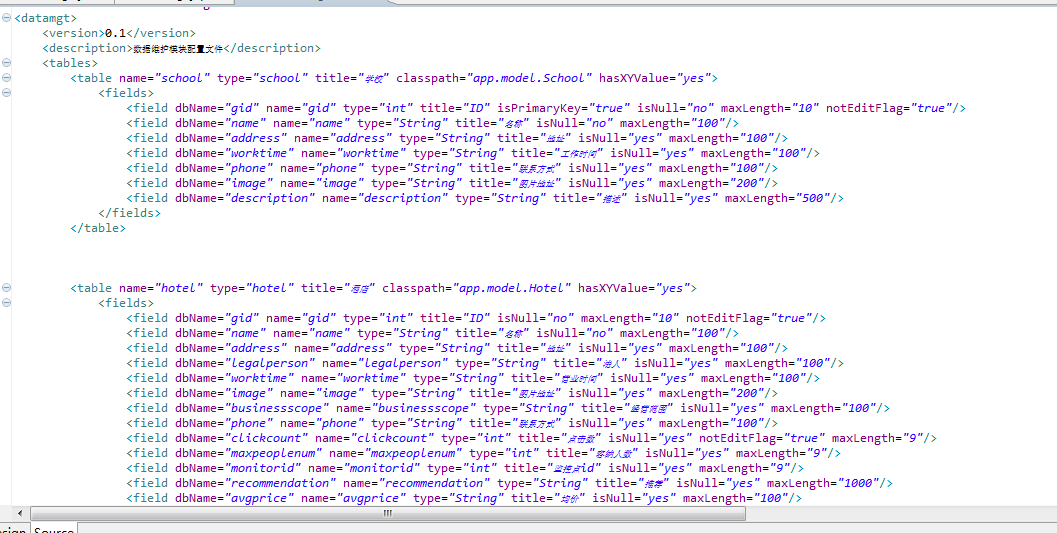 <datamgt>
<version>0.1</version>
<description>数据维护模块配置文件</description>
<tables>
<table name="school" type="school" title="学校" classpath="app.model.School" hasXYValue="yes">
<fields>
<field dbName="gid" name="gid" type="int" title="ID" isPrimaryKey="true" isNull="no" maxLength="10" notEditFlag="true"/>
<field dbName="name" name="name" type="String" title="名称" isNull="no" maxLength="100"/>
<field dbName="address" name="address" type="String" title="地址" isNull="yes" maxLength="100"/>
<field dbName="worktime" name="worktime" type="String" title="工作时间" isNull="yes" maxLength="100"/>
<field dbName="phone" name="phone" type="String" title="联系方式" isNull="yes" maxLength="100"/>
<field dbName="image" name="image" type="String" title="图片地址" isNull="yes" maxLength="200"/>
<field dbName="description" name="description" type="String" title="描述" isNull="yes" maxLength="500"/>
</fields>
</table>
<table name="hotel" type="hotel" title="酒店" classpath="app.model.Hotel" hasXYValue="yes">
<fields>
<field dbName="gid" name="gid" type="int" title="ID" isNull="no" maxLength="10" notEditFlag="true"/>
<field dbName="name" name="name" type="String" title="名称" isNull="no" maxLength="100"/>
<field dbName="address" name="address" type="String" title="地址" isNull="yes" maxLength="100"/>
<field dbName="legalperson" name="legalperson" type="String" title="法人" isNull="yes" maxLength="100"/>
<field dbName="worktime" name="worktime" type="String" title="营业时间" isNull="yes" maxLength="100"/>
<field dbName="image" name="image" type="String" title="图片地址" isNull="yes" maxLength="200"/>
<field dbName="businessscope" name="businessscope" type="String" title="经营范围" isNull="yes" maxLength="100"/>
<field dbName="phone" name="phone" type="String" title="联系方式" isNull="yes" maxLength="100"/>
<field dbName="clickcount" name="clickcount" type="int" title="点击数" isNull="yes" notEditFlag="true" maxLength="9"/>
<field dbName="maxpeoplenum" name="maxpeoplenum" type="int" title="容纳人数" isNull="yes" maxLength="9"/>
<field dbName="monitorid" name="monitorid" type="int" title="监控点id" isNull="yes" maxLength="9"/>
<field dbName="recommendation" name="recommendation" type="String" title="推荐" isNull="yes" maxLength="1000"/>
<field dbName="avgprice" name="avgprice" type="String" title="均价" isNull="yes" maxLength="100"/>
Source